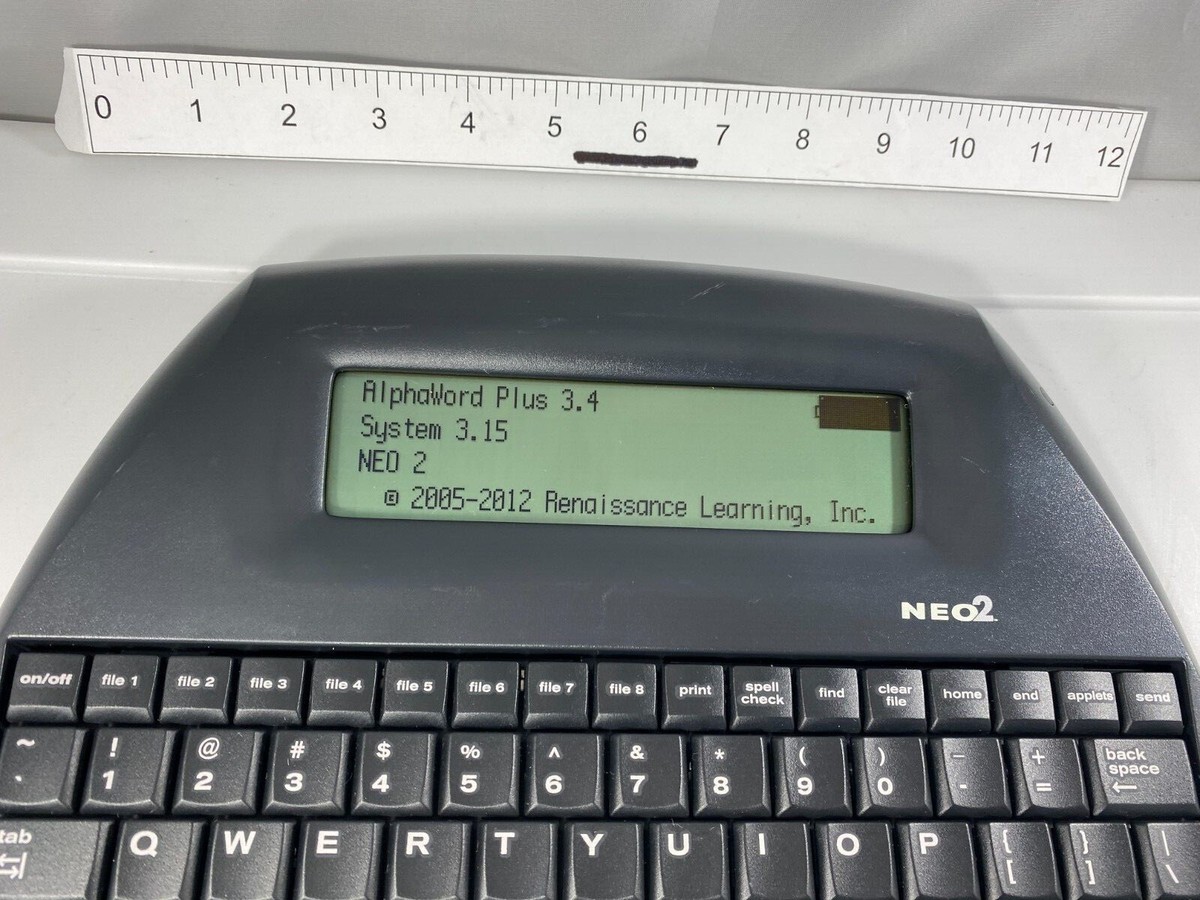 0 1 2 3 4 5 6 7 8 9 10 11 12
AlphaWord Plus 3.4
System 3.15
NEO 2
© 2005-2012 Renaissance Learning, Inc.
NEO2
on/off file 1 file 2 file 3 file 4 file 5 file 6 file 7 file 8 print spell check find clear file home end applets send
~ ! @ # $ % ^ & * ( ) - + back space
` 1 2 3 4 5 6 7 8 9 0 - = ←
tab Q W E R T Y U I O P { } |
[ ] \